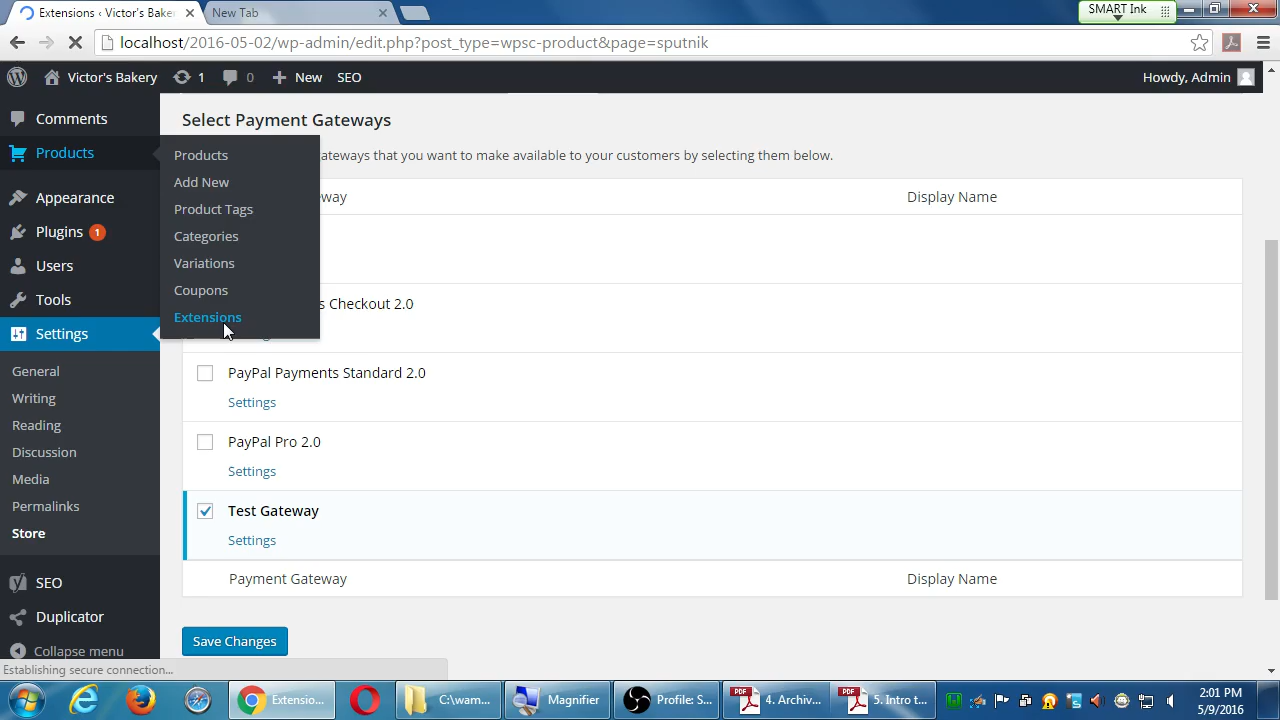 Extensions ‹ Victor's Bake
New Tab
SMART Ink
localhost/2016-05-02/wp-admin/edit.php?post_type=wpsc-product&page=sputnik
Victor's Bakery
1
0
New
SEO
Howdy, Admin
Comments
Products
Appearance
Plugins 1
Users
Tools
Settings
General
Writing
Reading
Discussion
Media
Permalinks
Store
SEO
Duplicator
Collapse menu
Products
Add New
Product Tags
Categories
Variations
Coupons
Extensions
Select Payment Gateways
ateways that you want to make available to your customers by selecting them below.
way
Display Name
s Checkout 2.0
PayPal Payments Standard 2.0
Settings
PayPal Pro 2.0
Settings
Test Gateway
Settings
Payment Gateway
Display Name
Save Changes
Establishing secure connection...
Extensio...
C:\wam...
Magnifier
Profile: S...
4. Archiv...
5. Intro t...
2:01 PM
5/9/2016